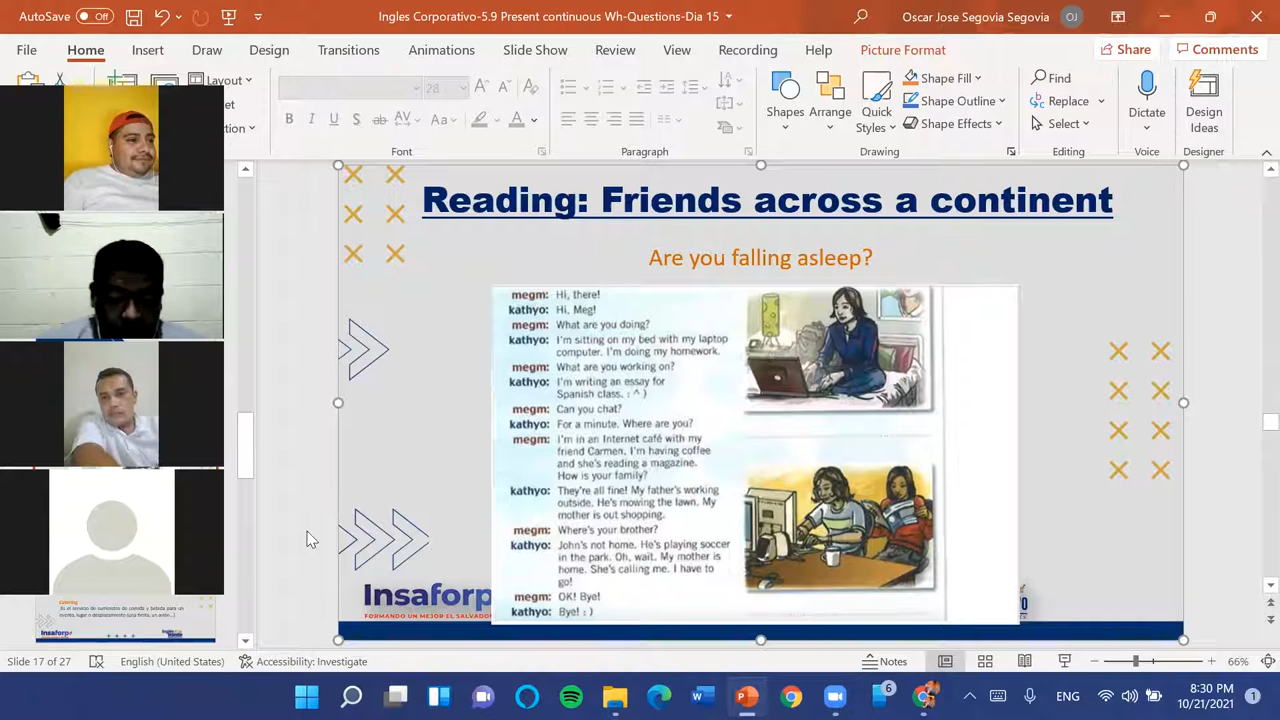 AutoSave Off
Ingles Corporativo-5.9 Present continuous Wh-Questions-Dia 15
Oscar Jose Segovia Segovia OJ
File Home Insert Draw Design Transitions Animations Slide Show Review View Recording Help Picture Format
Share Comments
Layout
Shapes
Arrange
Quick
Styles
Shape Fill
Shape Outline
Shape Effects
Find
Replace
Select
Dictate
Design
Ideas
Font Paragraph Drawing Editing Voice Designer
Reading: Friends across a continent
Are you falling asleep?
megm: Hi, there!
kathyo: Hi, Meg!
megm: What are you doing?
kathyo: I'm sitting on my bed with my laptop
computer. I'm doing my homework.
megm: What are you working on?
kathyo: I'm writing an essay for
Spanish class. : ^ )
megm: Can you chat?
kathyo: For a minute. Where are you?
megm: I'm in an Internet café with my
friend Carmen. I'm having coffee
and she's reading a magazine.
How is your family?
kathyo: They're all fine! My father's working
outside. He's mowing the lawn. My
mother is out shopping.
megm: Where's your brother?
kathyo: John's not home. He's playing soccer
in the park. Oh, wait. My mother is
home. She's calling me. I have to
go!
megm: OK! Bye!
kathyo: Bye! : )
Insaforp
FORMANDO UN MEJOR EL SALVADOR
Catering
Insaforp
Slide 17 of 27 English (United States) Accessibility: Investigate
Notes 66%
6
ENG
8:30 PM
10/21/2021
1